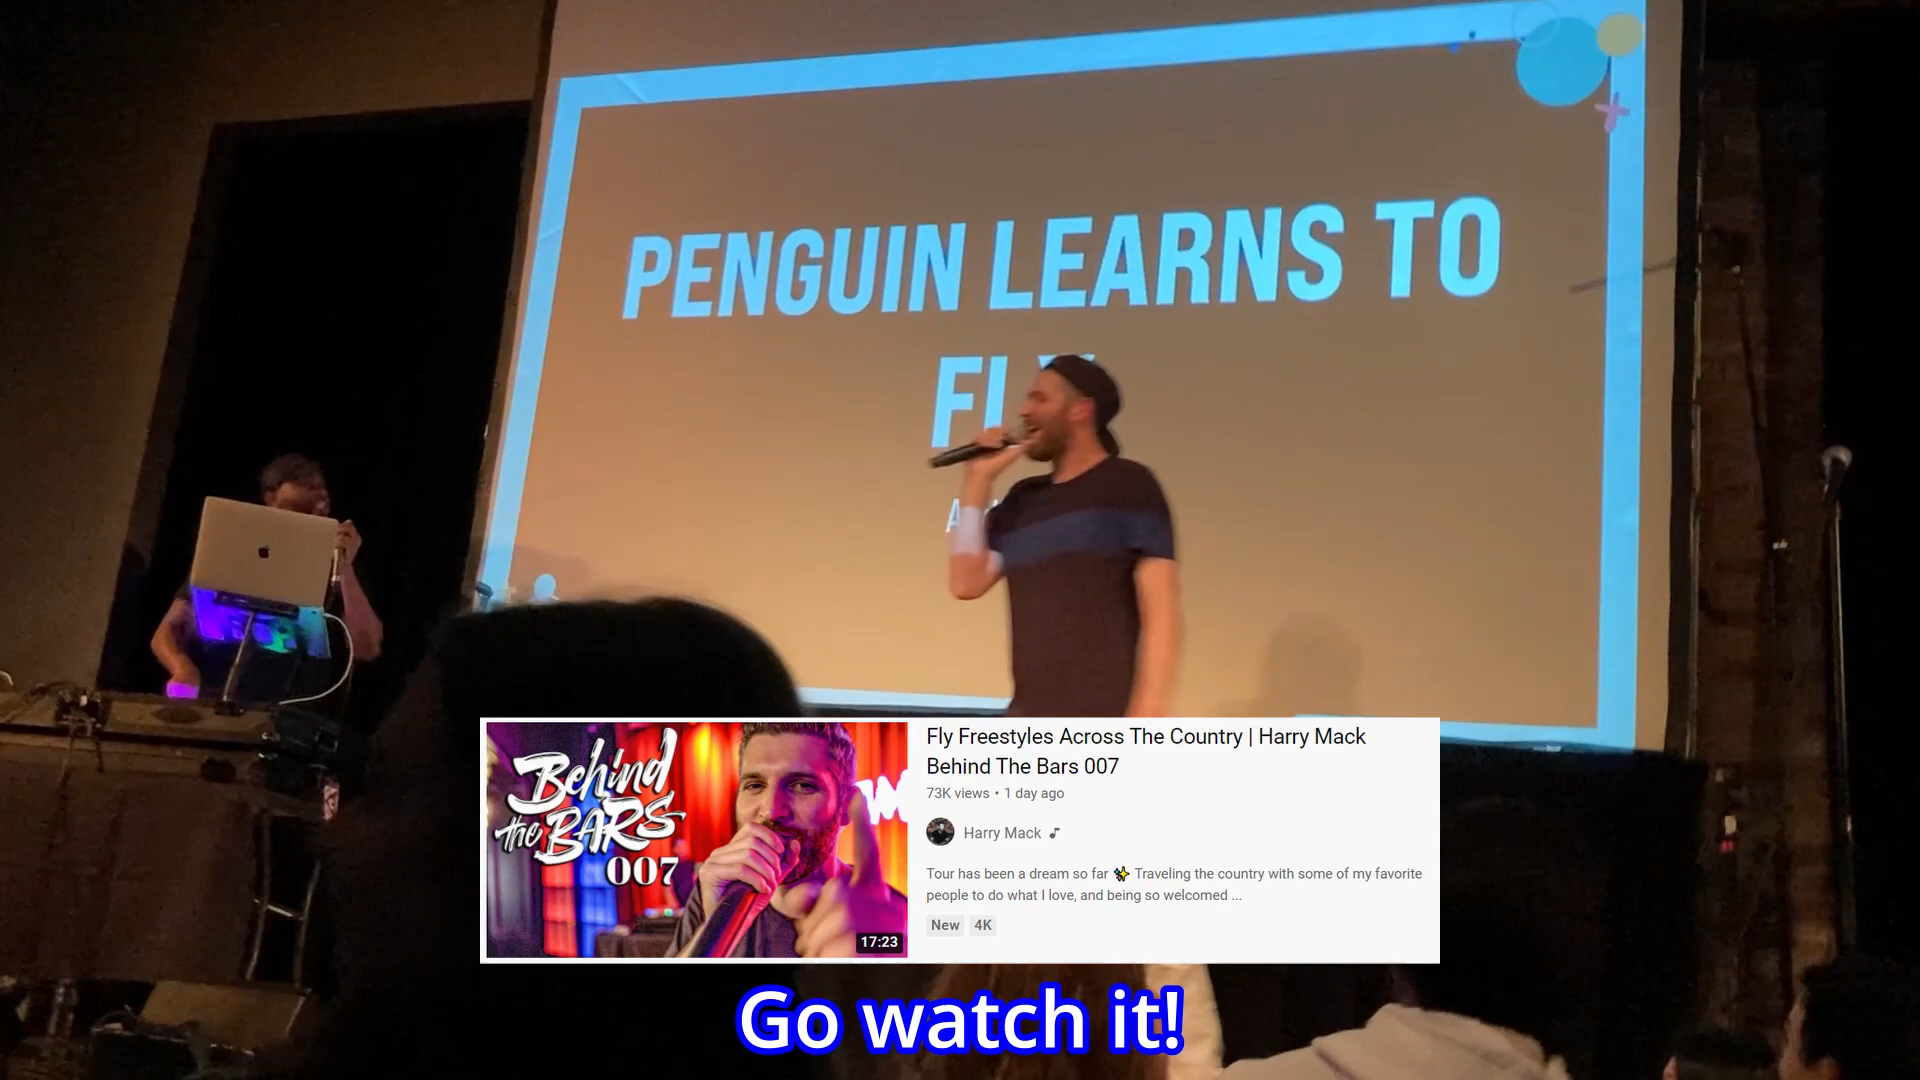 PENGUIN LEARNS TO
FLY
Behind
the BARS
007
17:23
Fly Freestyles Across The Country | Harry Mack
Behind The Bars 007
73K views • 1 day ago
Harry Mack
Tour has been a dream so far ✨ Traveling the country with some of my favorite
people to do what I love, and being so welcomed ...
New 4K
Go watch it!